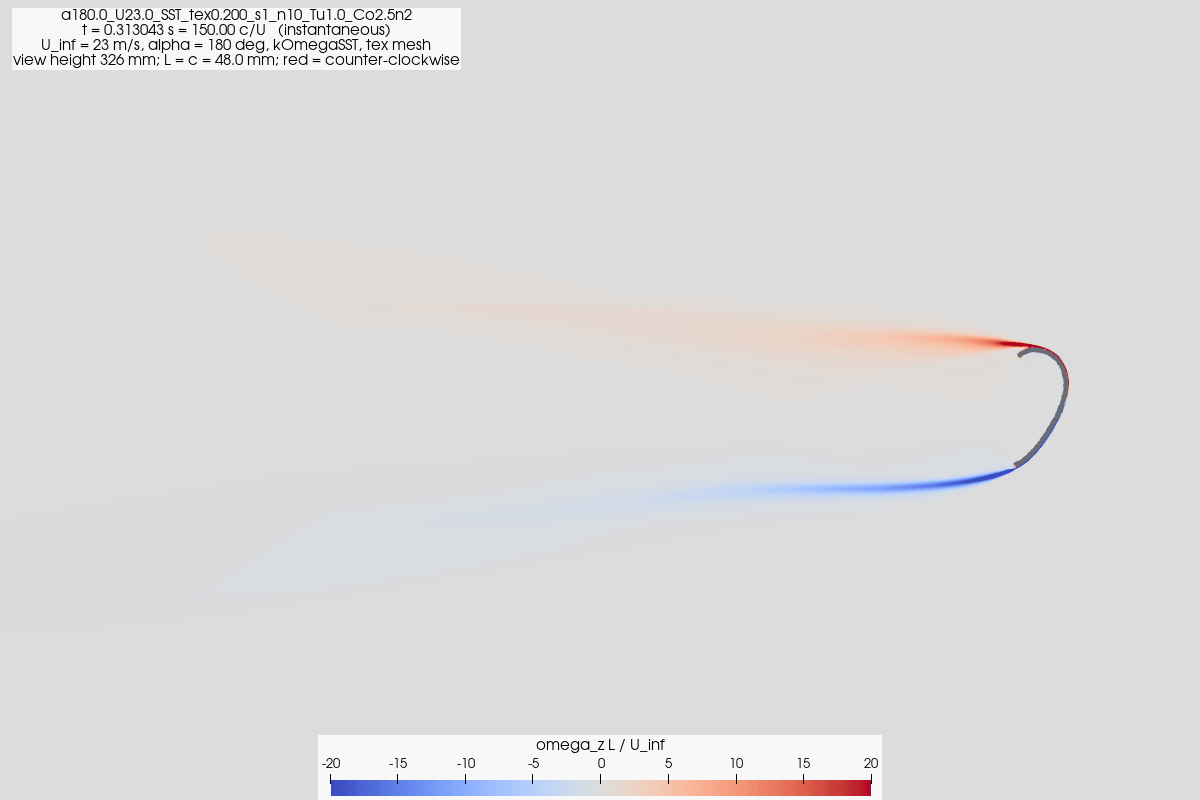 a180.0_U23.0_SST_tex0.200_s1_n10_Tu1.0_Co2.5n2
t = 0.313043 s = 150.00 c/U   (instantaneous)
U_inf = 23 m/s, alpha = 180 deg, kOmegaSST, tex mesh
view height 326 mm; L = c = 48.0 mm; red = counter-clockwise
omega_z L / U_inf
-20 -15 -10 -5 0 5 10 15 20